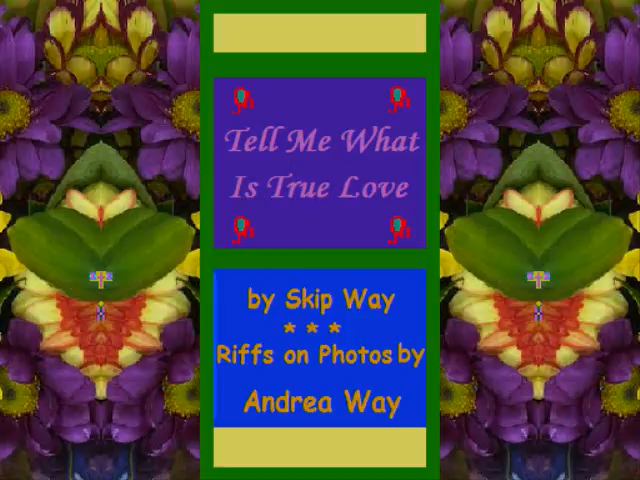 Tell Me What
Is True Love
by Skip Way
* * *
Riffs on Photos by
Andrea Way